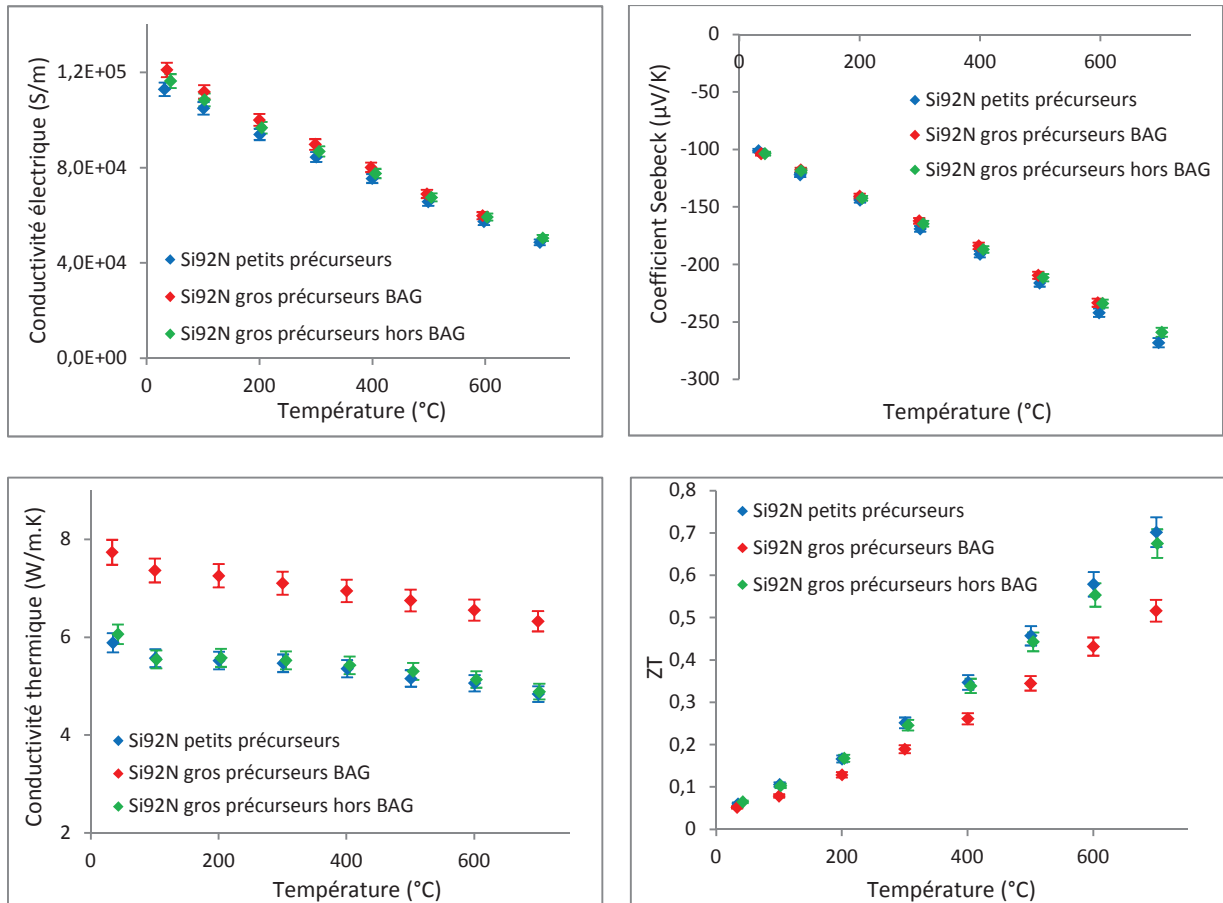 Conductivité électrique (S/m)
1,2E+05
8,0E+04
4,0E+04
0,0E+00
Si92N petits précurseurs
Si92N gros précurseurs BAG
Si92N gros précurseurs hors BAG
0 200 400 600
Température (°C)
Coefficient Seebeck (µV/K)
0
-50
-100
-150
-200
-250
-300
0 200 400 600
Si92N petits précurseurs
Si92N gros précurseurs BAG
Si92N gros précurseurs hors BAG
Température (°C)
Conductivité thermique (W/m.K)
8
6
4
2
Si92N petits précurseurs
Si92N gros précurseurs BAG
Si92N gros précurseurs hors BAG
0 200 400 600
Température (°C)
ZT
0,8
0,7
0,6
0,5
0,4
0,3
0,2
0,1
0
Si92N petits précurseurs
Si92N gros précurseurs BAG
Si92N gros précurseurs hors BAG
0 200 400 600
Température (°C)